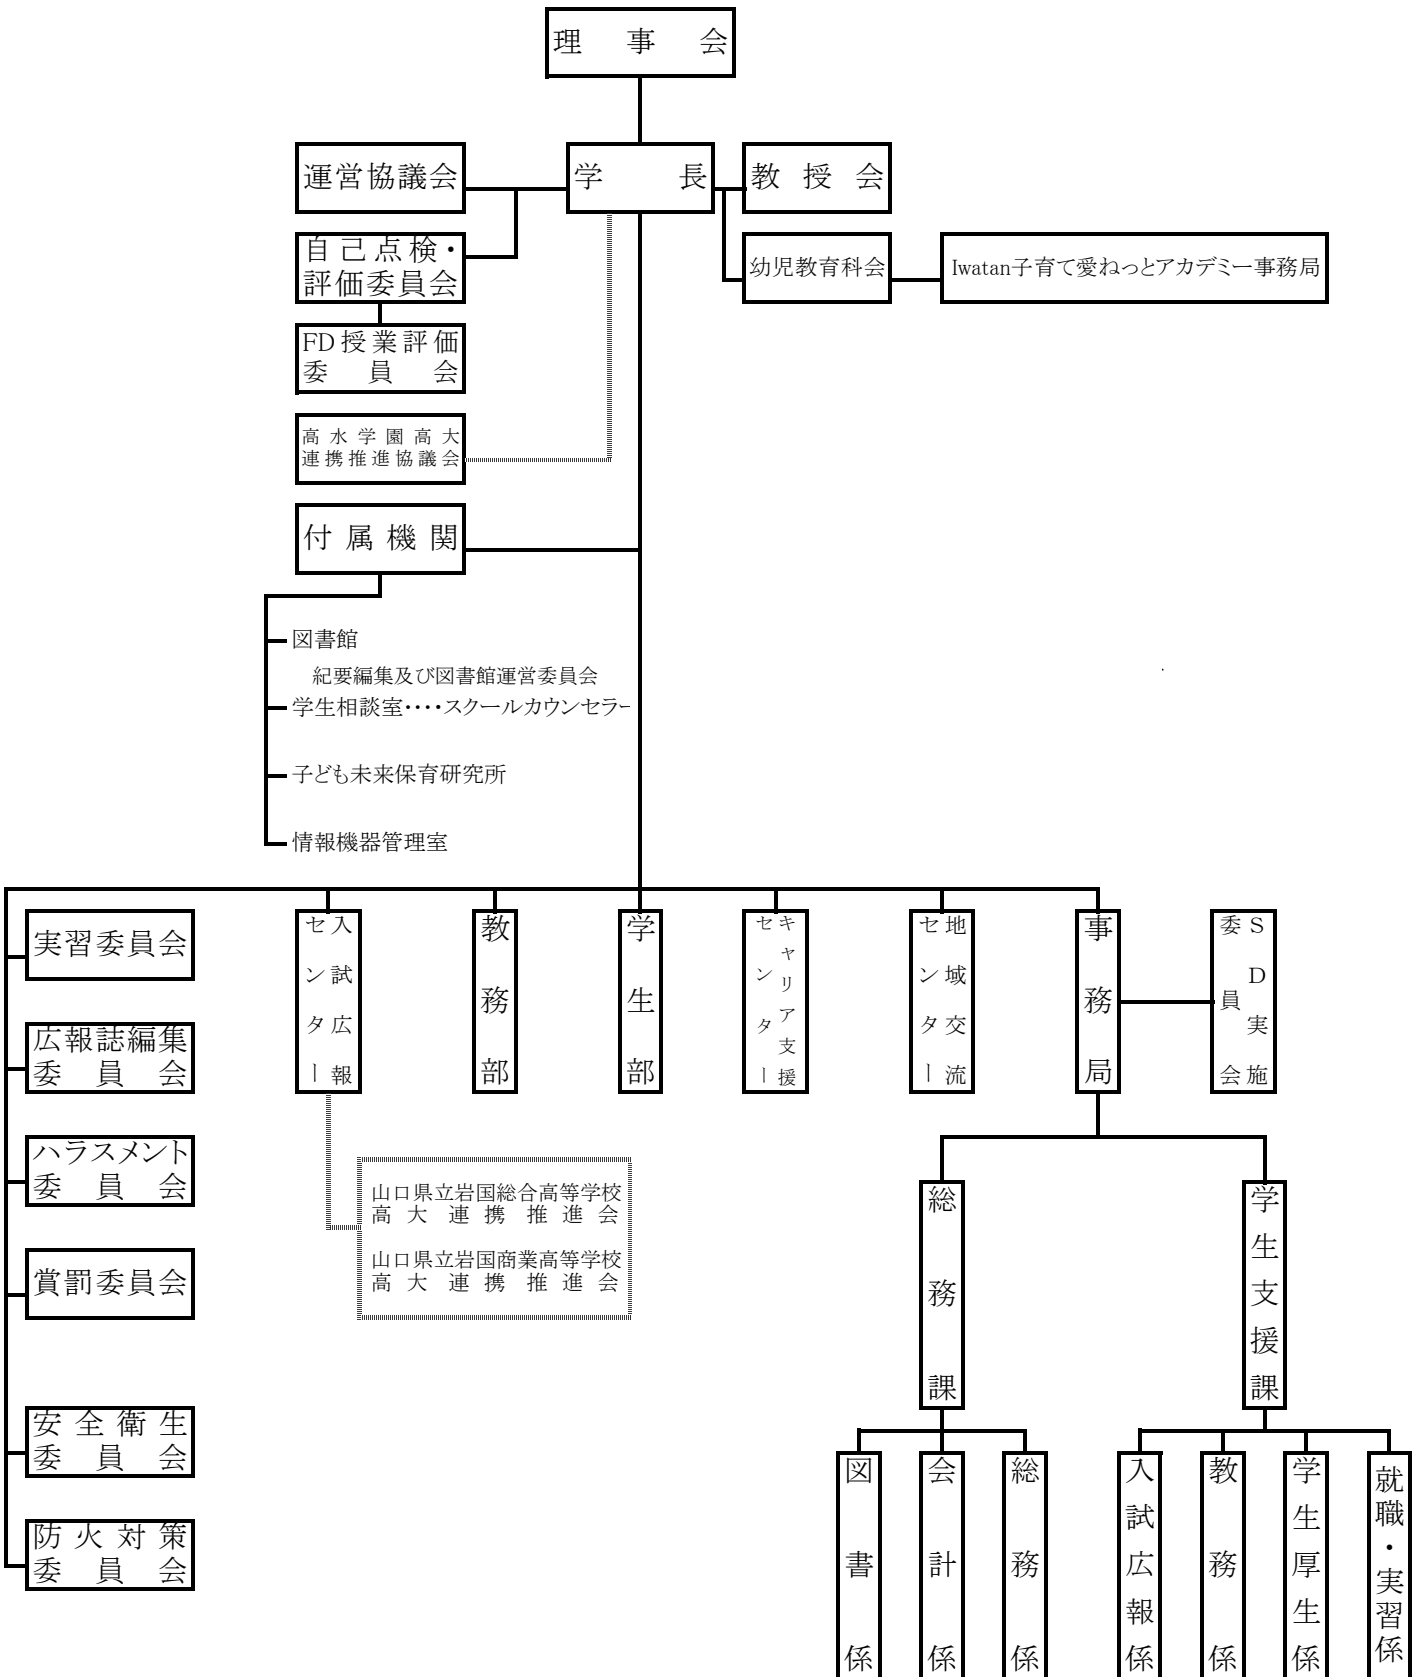 理事会
運営協議会
学長
教授会
自己点検・
評価委員会
幼児教育科会
Iwatan子育て愛ねっとアカデミー事務局
FD授業評価
委員会
高水学園高大
連携推進協議会
付属機関
図書館
紀要編集及び図書館運営委員会
学生相談室････スクールカウンセラー
子ども未来保育研究所
情報機器管理室
実習委員会
広報誌編集
委員会
ハラスメント
委員会
賞罰委員会
安全衛生
委員会
防火対策
委員会
入試広報
センター
教務部
学生部
キャリア支援
センター
地域交流
センター
事務局
SD実施
委員会
山口県立岩国総合高等学校
高大連携推進会
山口県立岩国商業高等学校
高大連携推進会
総務課
学生支援課
図書係
会計係
総務係
入試広報係
教務係
学生厚生係
就職・実習係